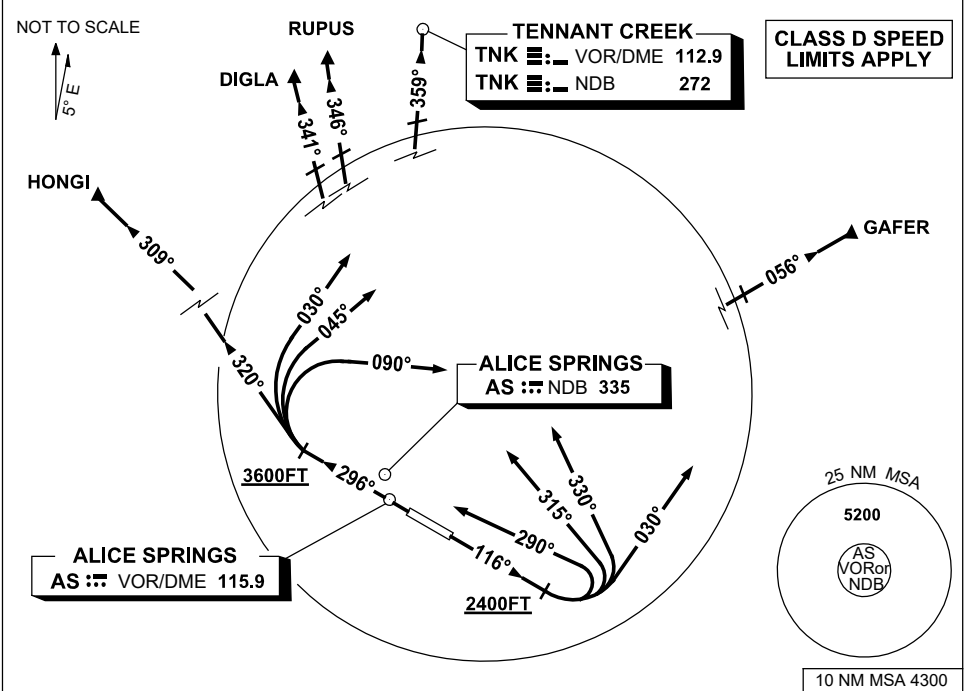 NOT TO SCALE
5° E
RUPUS
DIGLA
TENNANT CREEK
TNK VOR/DME 112.9
TNK NDB 272
CLASS D SPEED
LIMITS APPLY
341°
346°
359°
HONGI
309°
GAFER
056°
030°
045°
090°
320°
ALICE SPRINGS
AS NDB 335
3600FT
296°
315°
330°
030°
290°
116°
2400FT
ALICE SPRINGS
AS VOR/DME 115.9
25 NM MSA
5200
AS
VORor
NDB
10 NM MSA 4300